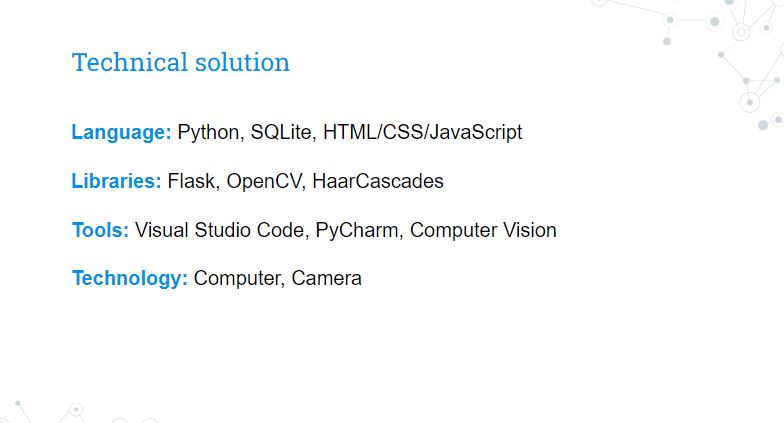 Technical solution
Language: Python, SQLite, HTML/CSS/JavaScript
Libraries: Flask, OpenCV, HaarCascades
Tools: Visual Studio Code, PyCharm, Computer Vision
Technology: Computer, Camera